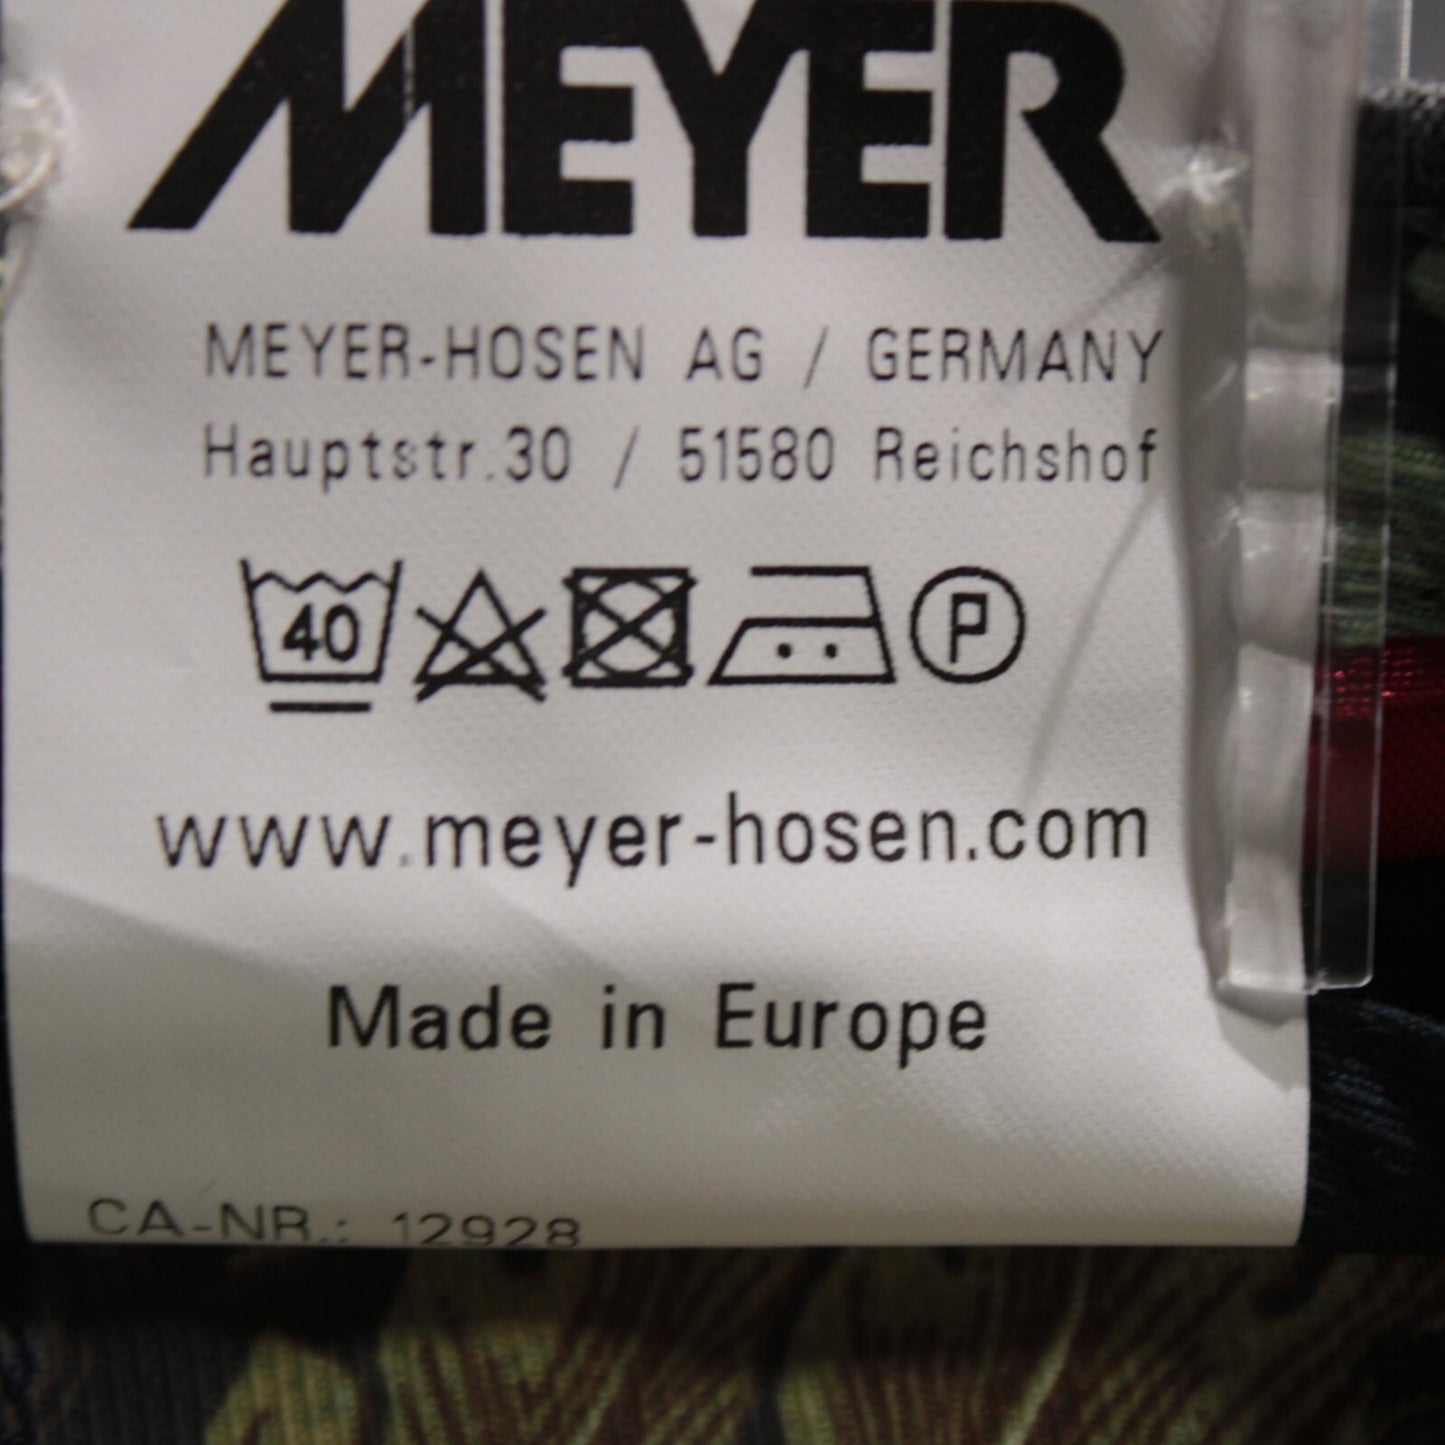 MEYER
MEYER-HOSEN AG / GERMANY
Hauptstr.30 / 51580 Reichshof
40 P
www.meyer-hosen.com
Made in Europe
CA-NR.: 12928